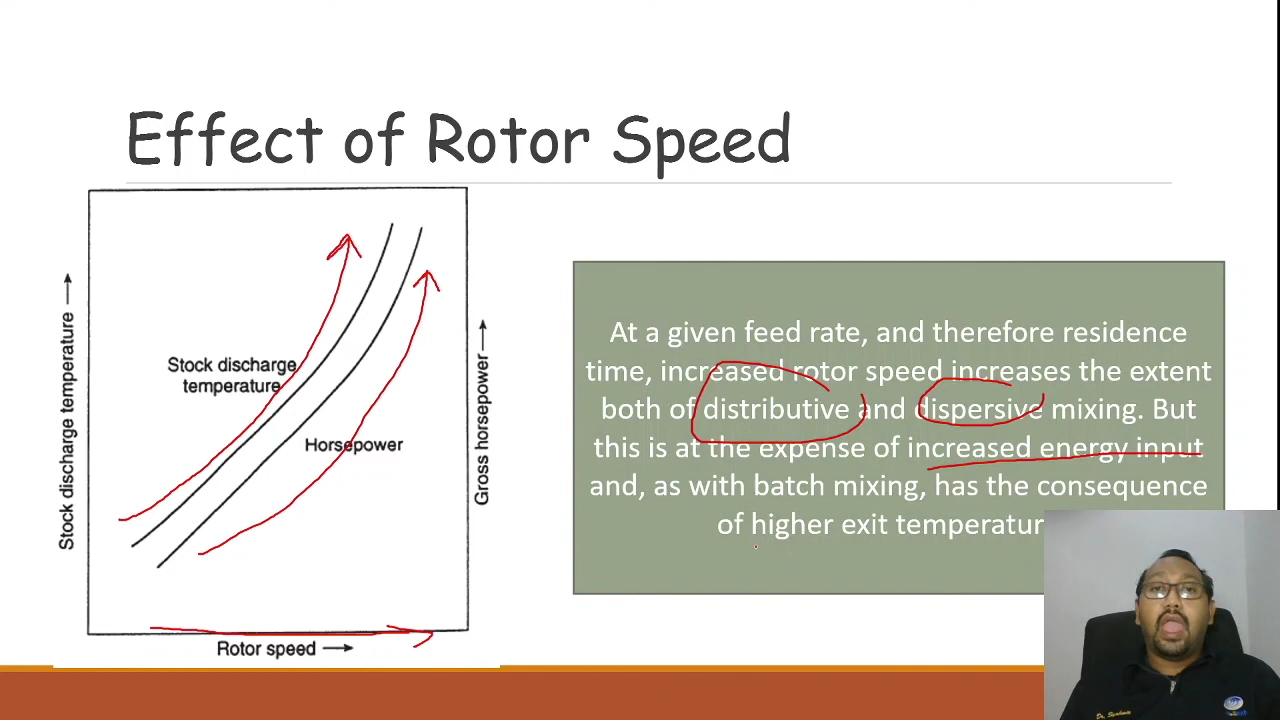 Effect of Rotor Speed
Stock discharge temperature
Stock discharge
temperature
Horsepower
Gross horsepower
Rotor speed
At a given feed rate, and therefore residence
time, increased rotor speed increases the extent
both of distributive and dispersive mixing. But
this is at the expense of increased energy input
and, as with batch mixing, has the consequence
of higher exit